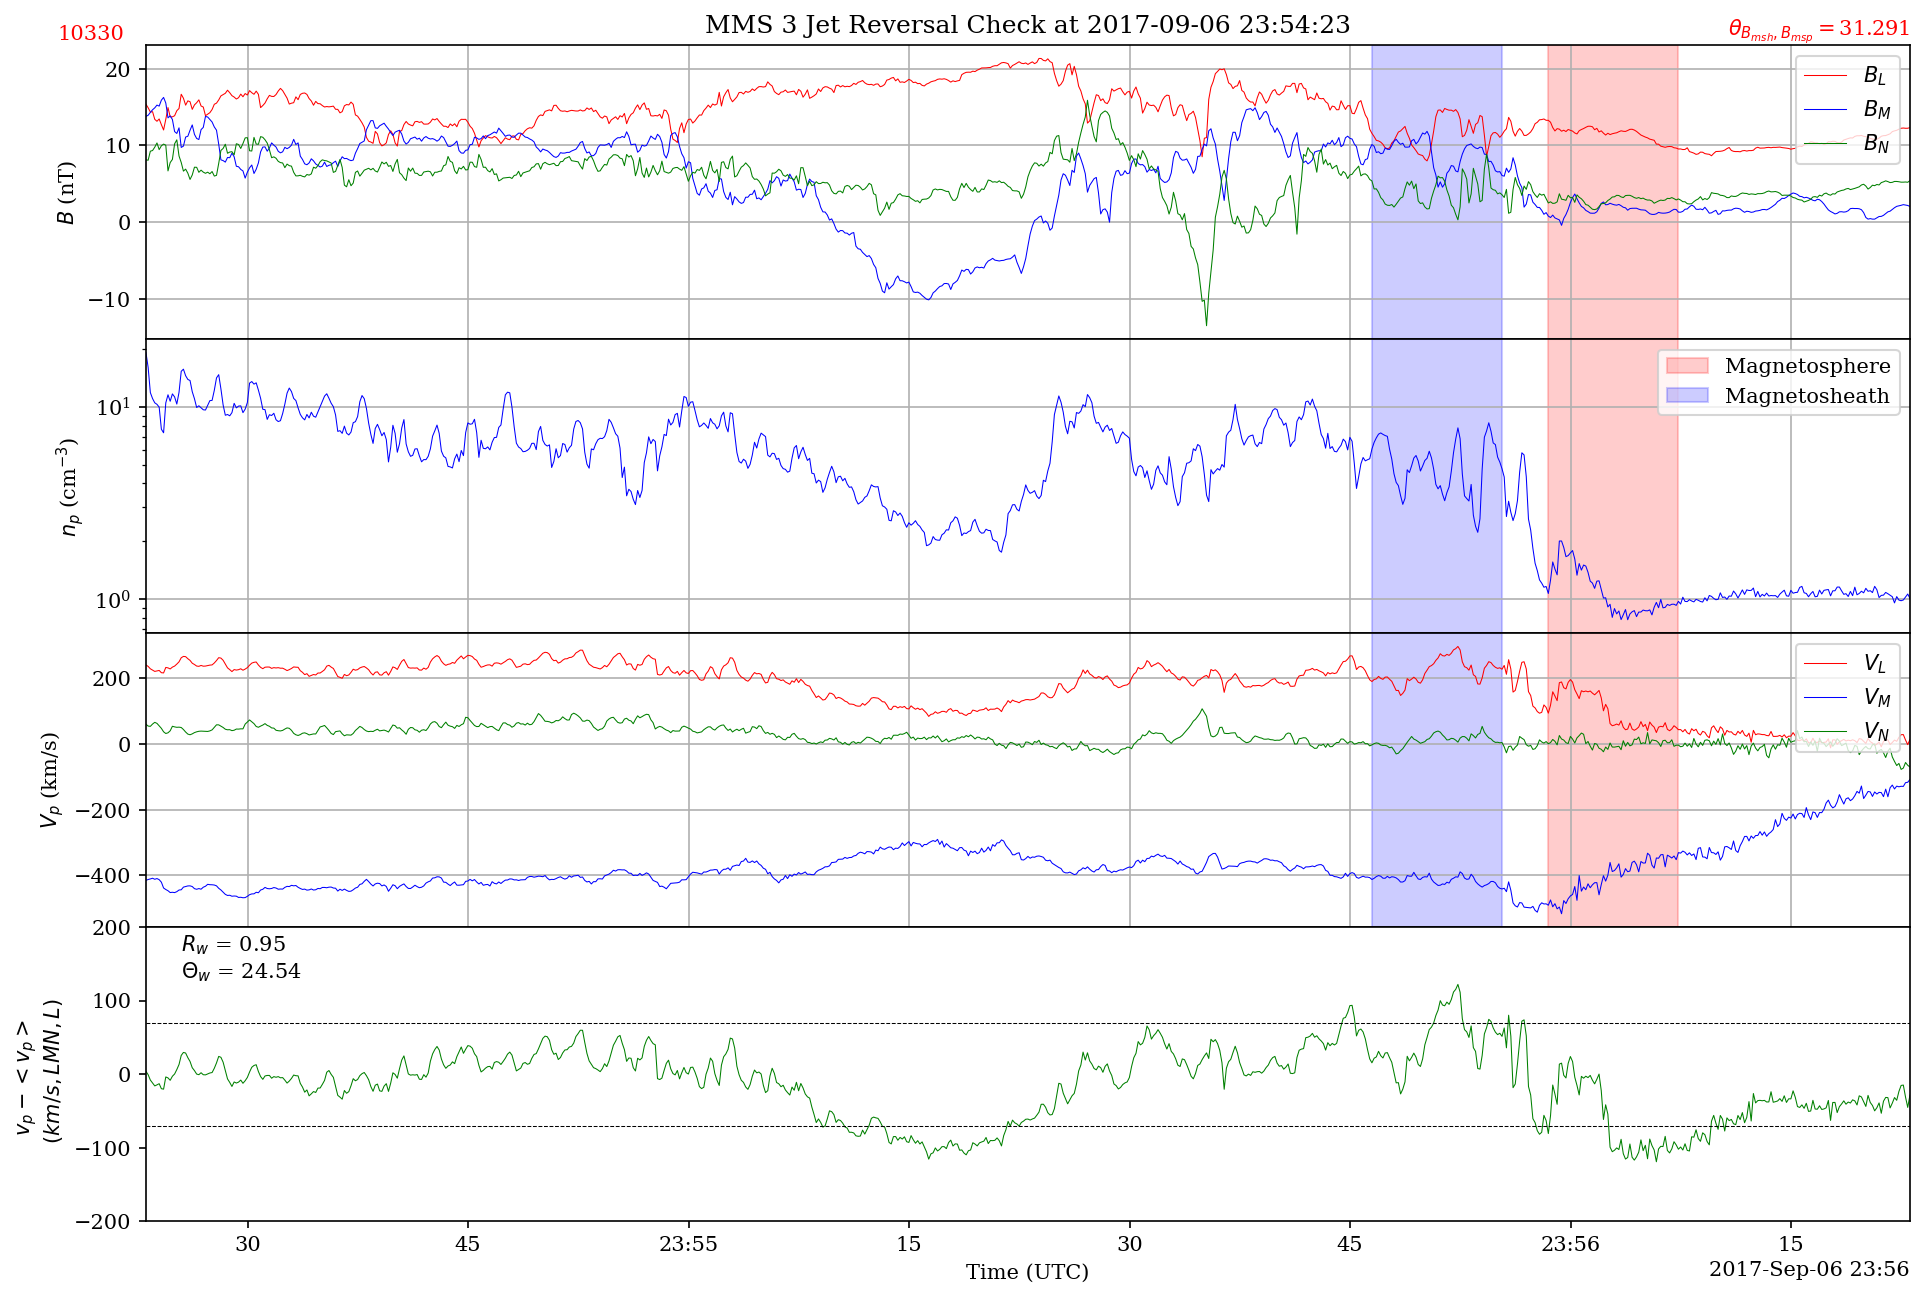 10330
MMS 3 Jet Reversal Check at 2017-09-06 23:54:23
θ_{B_{msh}, B_{msp}} = 31.291
20
10
0
−10
B (nT)
B_L
B_M
B_N
10^1
10^0
n_p (cm^{−3})
Magnetosphere
Magnetosheath
200
0
−200
−400
V_p (km/s)
V_L
V_M
V_N
200
100
0
−100
−200
v_p − < v_p >
(km/s, LMN, L)
R_w = 0.95
Θ_w = 24.54
30 45 23:55 15 30 45 23:56 15
Time (UTC)
2017-Sep-06 23:56